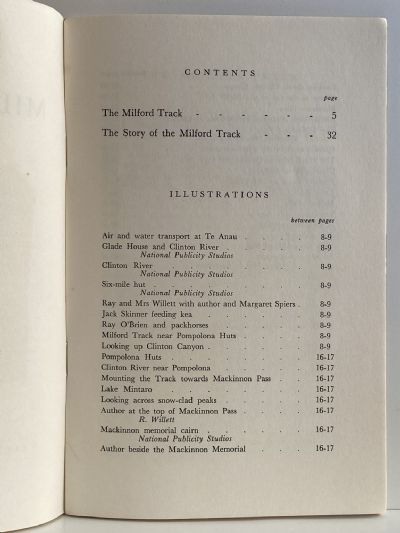 CONTENTS
page
The Milford Track - - - - - - 5
The Story of the Milford Track - - - 32
ILLUSTRATIONS
between pages
Air and water transport at Te Anau . . . . . 8-9
Glade House and Clinton River . . . . . 8-9
National Publicity Studios
Clinton River . . . . . . . 8-9
National Publicity Studios
Six-mile hut . . . . . . . 8-9
National Publicity Studios
Ray and Mrs Willett with author and Margaret Spiers . 8-9
Jack Skinner feeding kea . . . . . . 8-9
Ray O'Brien and packhorses . . . . . 8-9
Milford Track near Pompolona Huts . . . . 8-9
Looking up Clinton Canyon . . . . . . 8-9
Pompolona Huts . . . . . . . 16-17
Clinton River near Pompolona . . . . . 16-17
Mounting the Track towards Mackinnon Pass . . 16-17
Lake Mintaro . . . . . . . 16-17
Looking across snow-clad peaks . . . . . 16-17
Author at the top of Mackinnon Pass . . . . 16-17
R. Willett
Mackinnon memorial cairn . . . . . 16-17
National Publicity Studios
Author beside the Mackinnon Memorial . . . 16-17